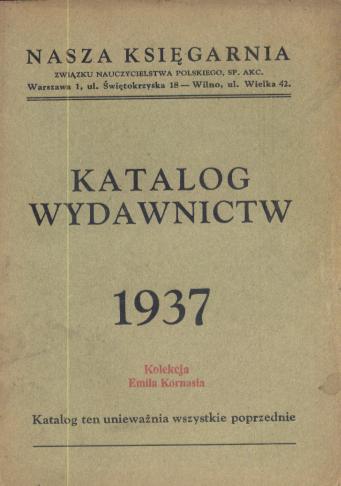 NASZA KSIĘGARNIA
ZWIĄZKU NAUCZYCIELSTWA POLSKIEGO, SP. AKC.
Warszawa 1, ul. Świętokrzyska 18 — Wilno, ul. Wielka 42.
KATALOG
WYDAWNICTW
1937
Kolekcja
Emila Kornasia
Katalog ten unieważnia wszystkie poprzednie